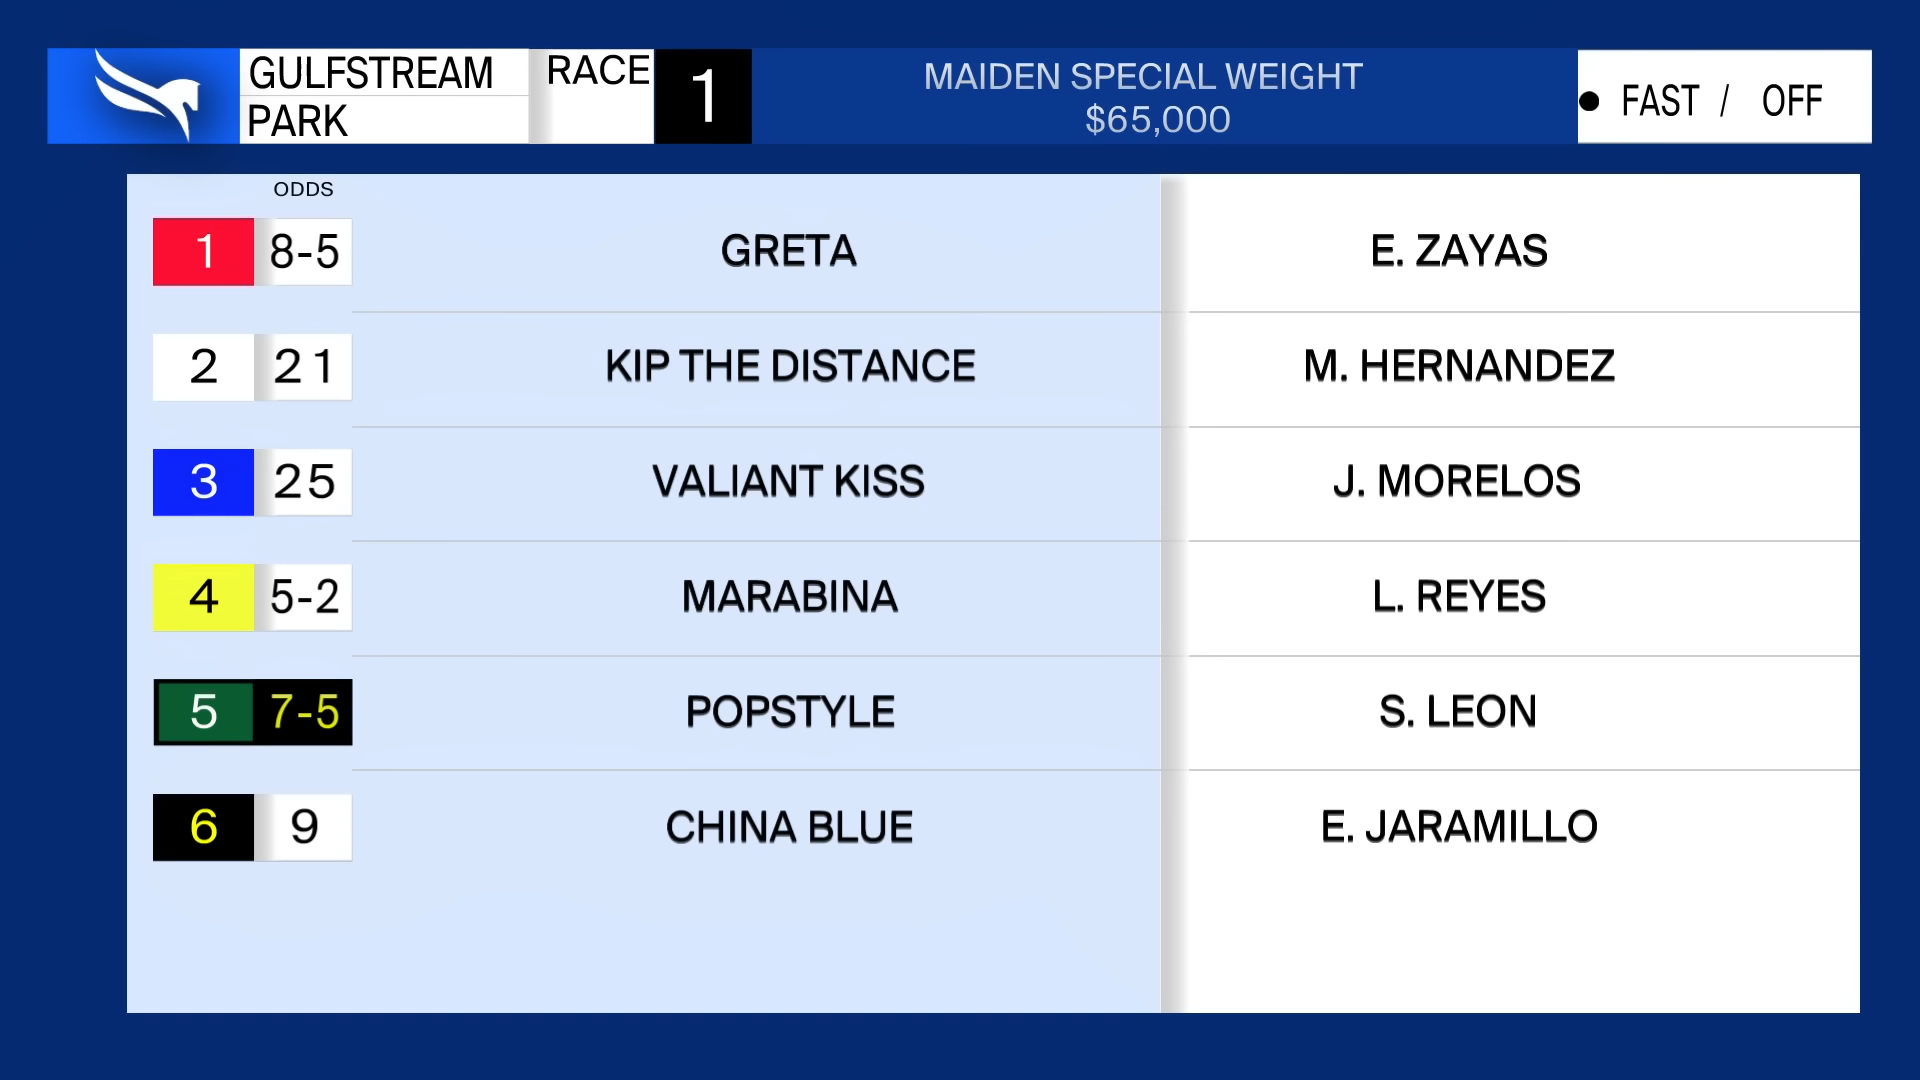 GULFSTREAM
PARK
RACE
1
MAIDEN SPECIAL WEIGHT
$65,000
• FAST / OFF
ODDS
1 8-5 GRETA E. ZAYAS
2 21 KIP THE DISTANCE M. HERNANDEZ
3 25 VALIANT KISS J. MORELOS
4 5-2 MARABINA L. REYES
5 7-5 POPSTYLE S. LEON
6 9 CHINA BLUE E. JARAMILLO